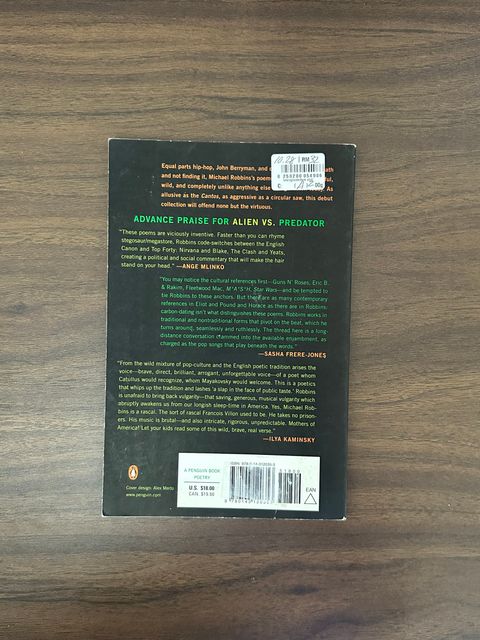 10.28 RM32
Equal parts hip-hop, John Berryman, and
and not finding it, Michael Robbins's
wild, and completely unlike anything else
allusive as the Cantos, as aggressive as a circular saw, this debut
collection will offend none but the virtuous.
ADVANCE PRAISE FOR ALIEN VS. PREDATOR
"These poems are viciously inventive. Faster than you can rhyme
stegosaur/megastore, Robbins code-switches between the English
Canon and Top Forty: Nirvana and Blake, The Clash and Yeats,
creating a political and social commentary that will make the hair
stand on your head." —ANGE MLINKO
"You may notice the cultural references first—Guns N' Roses, Eric B.
& Rakim, Fleetwood Mac, M*A*S*H, Star Wars—and be tempted to
tie Robbins to these anchors. But there are as many contemporary
references in Eliot and Pound and Horace as there are in Robbins:
carbon-dating isn't what distinguishes these poems. Robbins works in
traditional and nontraditional forms that pivot on the beat, which he
turns around, seamlessly and ruthlessly. The thread here is a long-
distance conversation crammed into the available enjambment, as
charged as the pop songs that play beneath the words."
—SASHA FRERE-JONES
"From the wild mixture of pop-culture and the English poetic tradition arises the
voice—brave, direct, brilliant, arrogant, unforgettable voice—of a poet whom
Catullus would recognize, whom Mayakovsky would welcome. This is a poetics
that whips up the tradition and lashes 'a slap in the face of public taste.' Robbins
is unafraid to bring back vulgarity—that saving, generous, musical vulgarity which
abruptly awakens us from our longish sleep-time in America. Yes, Michael Rob-
bins is a rascal. The sort of rascal Francois Villon used to be. He takes no prison-
ers. His music is brutal—and also intricate, rigorous, unpredictable. Mothers of
America! Let your kids read some of this wild, brave, real verse."
—ILYA KAMINSKY
Cover design: Alex Merto
www.penguin.com
A PENGUIN BOOK
POETRY
U.S. $18.00
CAN. $19.50
ISBN
EAN